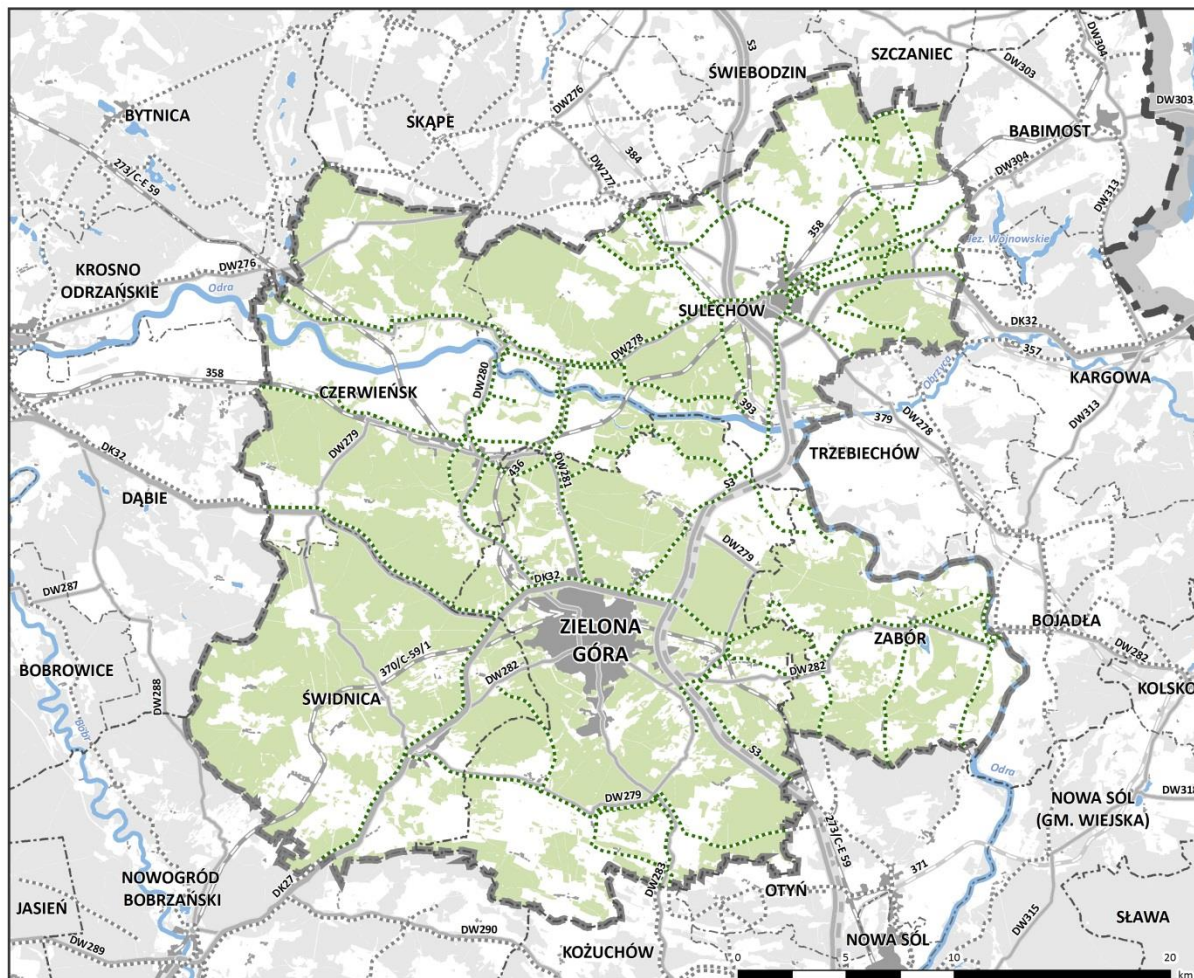 S3
ŚWIEBODZIN
SZCZANIEC
DW303
DW304
DW303
BYTNICA
SKĄPE
DW276
384
DW277
BABIMOST
DW304
DW313
273/C-E 59
358
Jez. Wojnowskie
KROSNO
ODRZAŃSKIE
DW276
Odra
SULECHÓW
DK32
357
KARGOWA
DW278
Obrzyca
358
CZERWIEŃSK
DW280
393
379
DW278
DW313
DW279
TRZEBIECHÓW
DK32
DĄBIE
436
DW281
S3
DW279
DW287
DK32
ZIELONA
GÓRA
ZABÓR
BOJADŁA
DW282
BOBROWICE
370/C-59/1
DW282
DW282
KOLSKO
ŚWIDNICA
DW288
Bóbr
S3
Odra
DW279
NOWA SÓL
(GM. WIEJSKA)
DW318
273/C-E 59
371
NOWOGRÓD
BOBRZAŃSKI
DK27
DW283
OTYŃ
JASIEŃ
DW290
DW315
SŁAWA
DW289
KOŻUCHÓW
NOWA SÓL
0
5
10
20
km